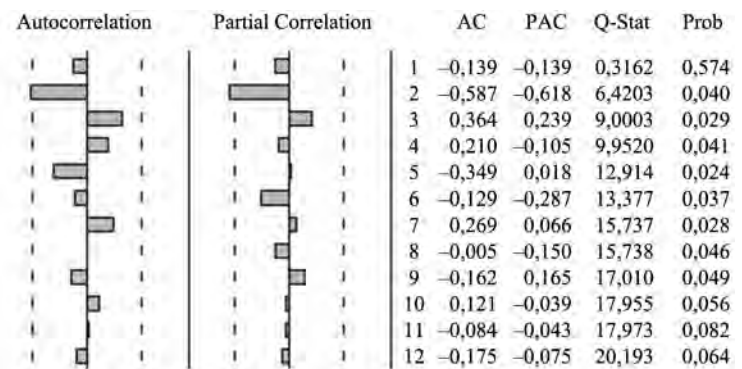 Autocorrelation Partial Correlation AC PAC Q-Stat Prob
1 –0,139 –0,139 0,3162 0,574
2 –0,587 –0,618 6,4203 0,040
3 0,364 0,239 9,0003 0,029
4 0,210 –0,105 9,9520 0,041
5 –0,349 0,018 12,914 0,024
6 –0,129 –0,287 13,377 0,037
7 0,269 0,066 15,737 0,028
8 –0,005 –0,150 15,738 0,046
9 –0,162 0,165 17,010 0,049
10 0,121 –0,039 17,955 0,056
11 –0,084 –0,043 17,973 0,082
12 –0,175 –0,075 20,193 0,064